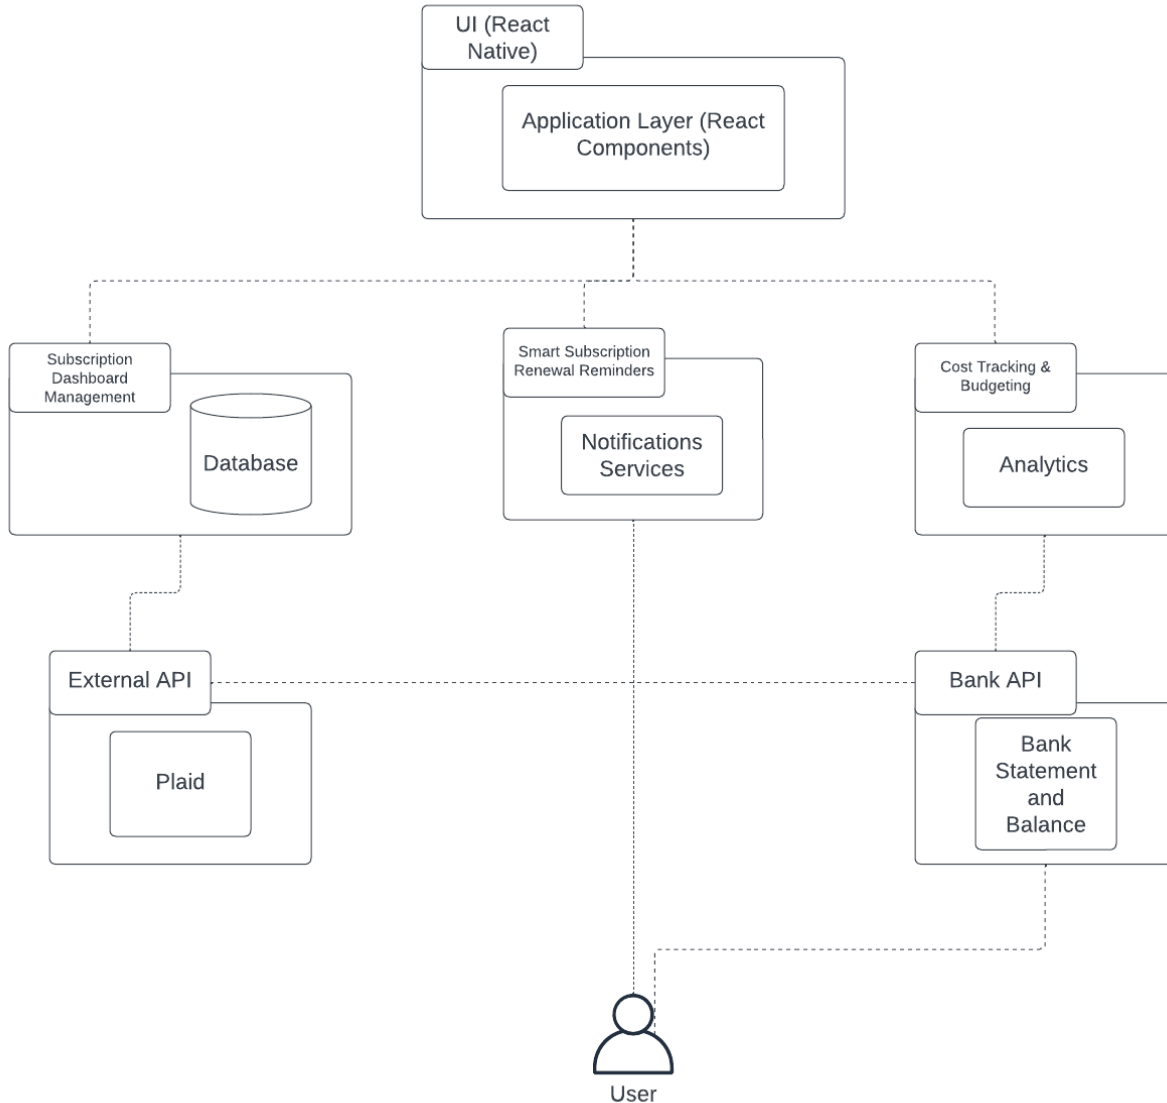 UI (React
Native)
Application Layer (React
Components)
Subscription
Dashboard
Management
Database
Smart Subscription
Renewal Reminders
Notifications
Services
Cost Tracking &
Budgeting
Analytics
External API
Plaid
Bank API
Bank
Statement
and
Balance
User